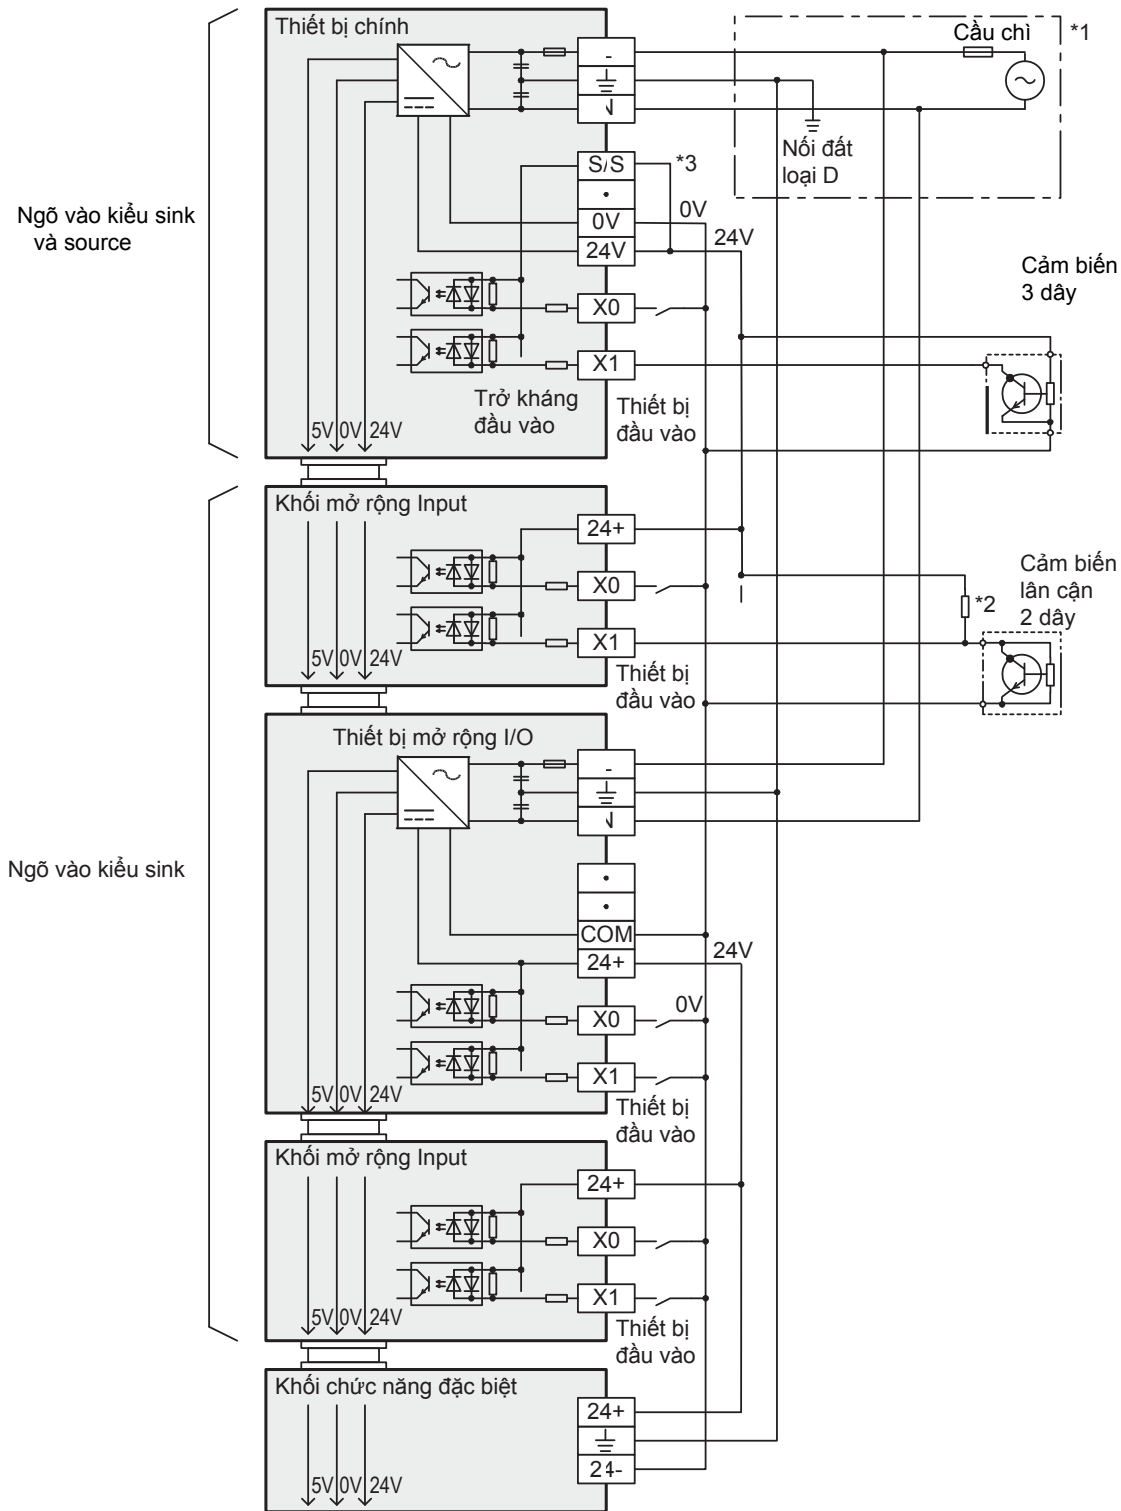 Thiết bị chính
Cầu chì
*1
-
N
Nối đất
loại D
S/S
*3
•
0V
0V
24V
24V
Ngõ vào kiểu sink
và source
Cảm biến
3 dây
X0
X1
Trở kháng
đầu vào
Thiết bị
đầu vào
5V 0V 24V
Khối mở rộng Input
24+
X0
X1
Cảm biến
lân cận
2 dây
*2
5V 0V 24V
Thiết bị
đầu vào
Thiết bị mở rộng I/O
-
N
Ngõ vào kiểu sink
•
•
COM
24+
24V
X0
0V
X1
5V 0V 24V
Thiết bị
đầu vào
Khối mở rộng Input
24+
X0
X1
5V 0V 24V
Thiết bị
đầu vào
Khối chức năng đặc biệt
24+
24-
5V 0V 24V